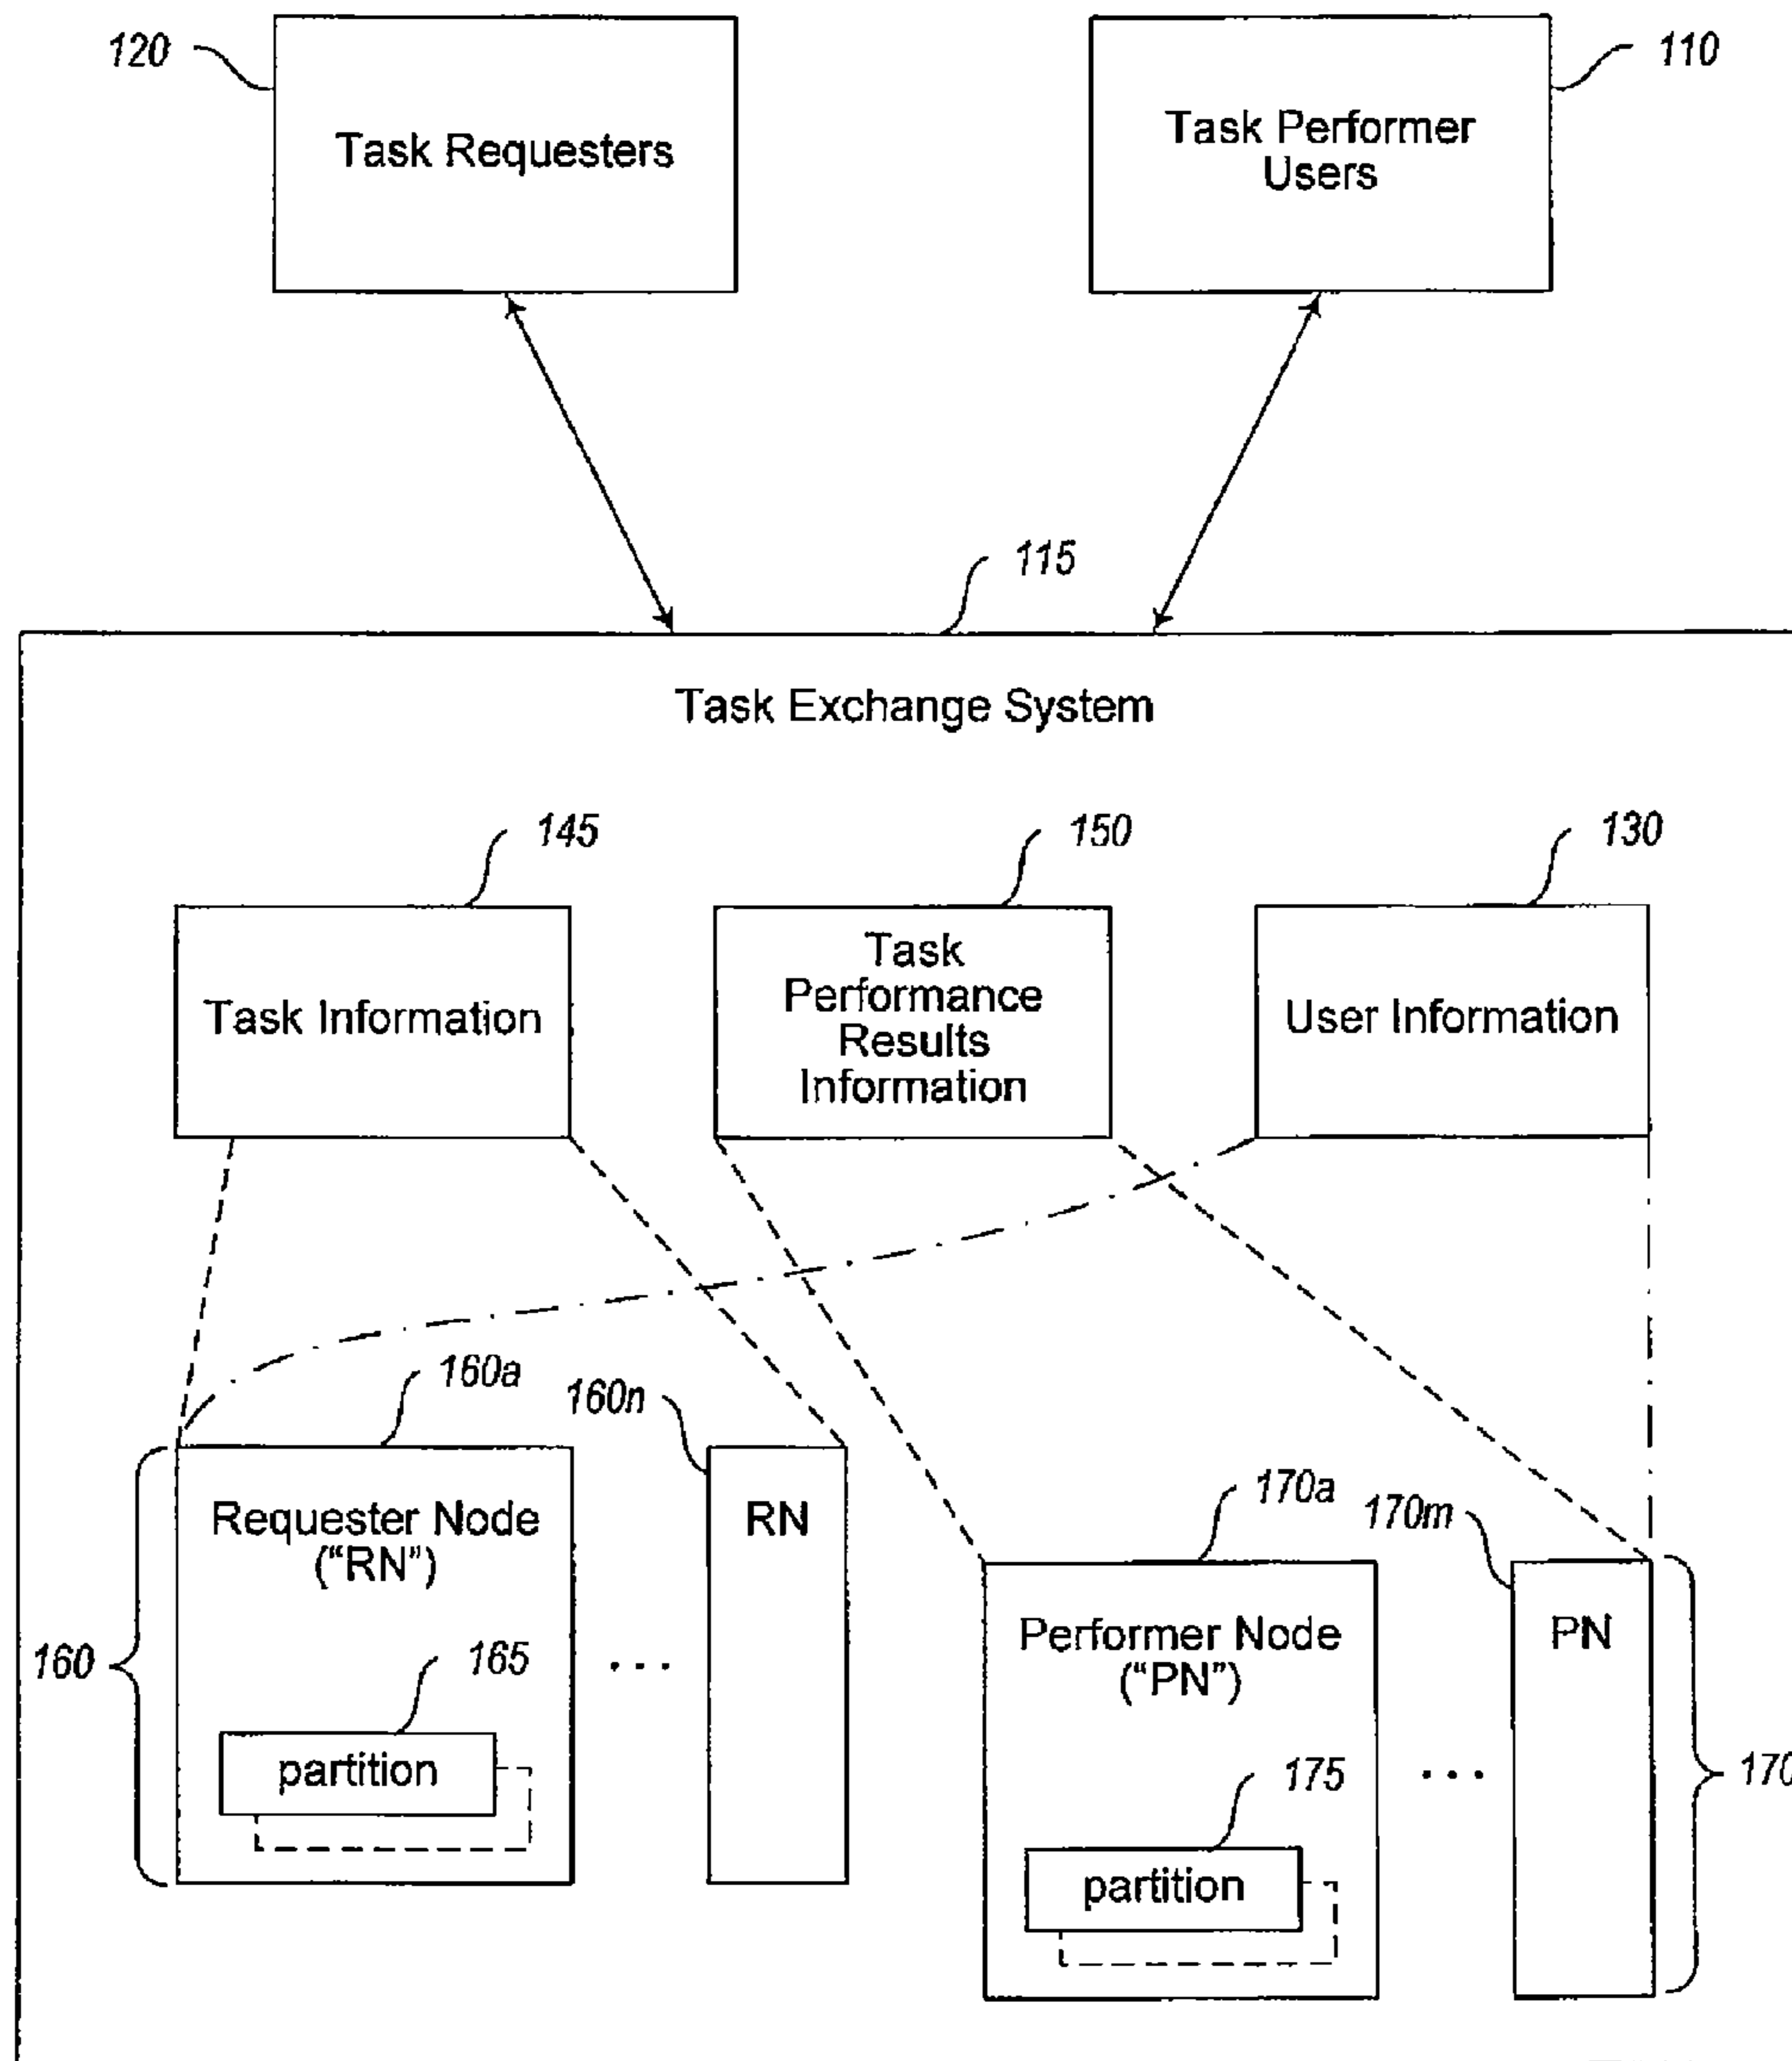 120
110
Task Requesters
Task Performer
Users
115
Task Exchange System
145
150
130
Task Information
Task
Performance
Results
Information
User Information
160a
160n
170a
170m
Requester Node
("RN")
RN
Performer Node
("PN")
PN
160
165
...
partition
175
...
170
partition